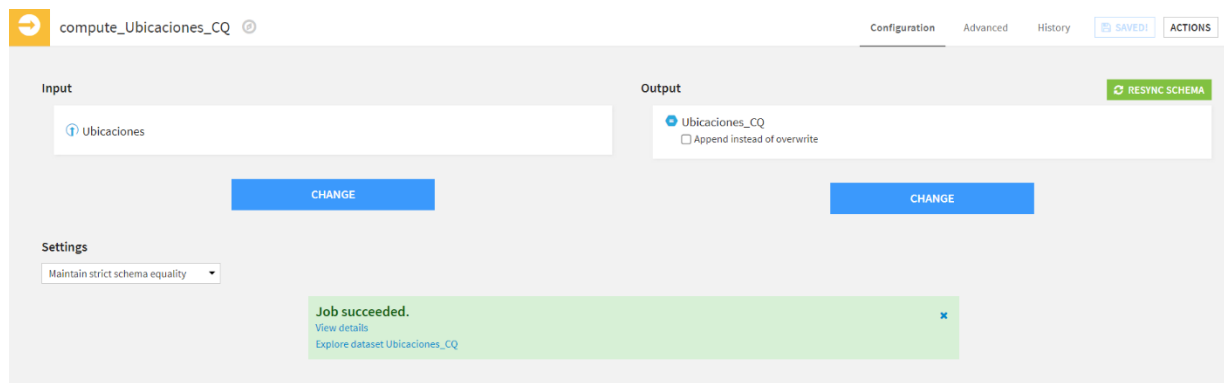 compute_Ubicaciones_CQ
Configuration
Advanced
History
SAVED!
ACTIONS
Input
Output
RESYNC SCHEMA
Ubicaciones
Ubicaciones_CQ
Append instead of overwrite
CHANGE
CHANGE
Settings
Maintain strict schema equality
Job succeeded.
View details
Explore dataset Ubicaciones_CQ